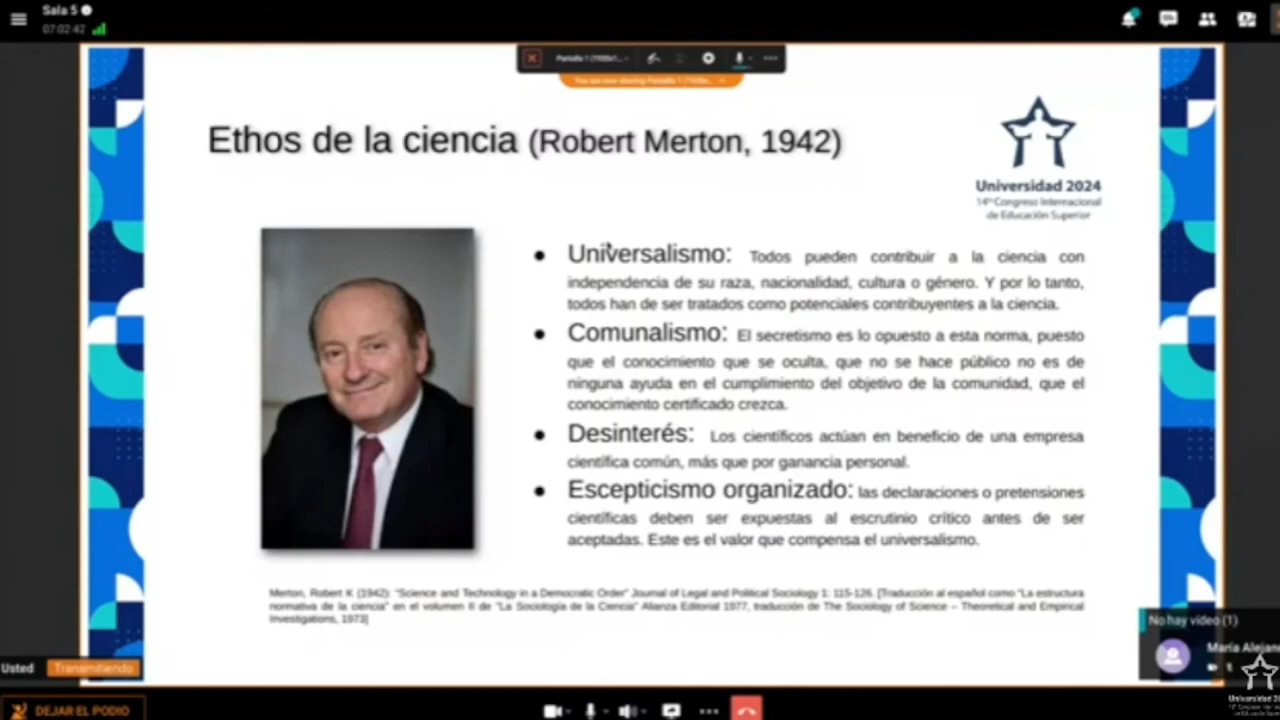 Sala 5
07:02:42
Ethos de la ciencia (Robert Merton, 1942)
Universidad 2024
14º Congreso Internacional
de Educación Superior
● Universalismo: Todos pueden contribuir a la ciencia con
independencia de su raza, nacionalidad, cultura o género. Y por lo tanto,
todos han de ser tratados como potenciales contribuyentes a la ciencia.
● Comunalismo: El secretismo es lo opuesto a esta norma, puesto
que el conocimiento que se oculta, que no se hace público no es de
ninguna ayuda en el cumplimiento del objetivo de la comunidad, que el
conocimiento certificado crezca.
● Desinterés: Los científicos actúan en beneficio de una empresa
científica común, más que por ganancia personal.
● Escepticismo organizado: las declaraciones o pretensiones
científicas deben ser expuestas al escrutinio crítico antes de ser
aceptadas. Este es el valor que compensa el universalismo.
Merton, Robert K (1942): "Science and Technology in a Democratic Order" Journal of Legal and Political Sociology 1: 115-126. [Traducción al español como "La estructura
normativa de la ciencia" en el volumen II de "La Sociología de la Ciencia" Alianza Editorial 1977, traducción de The Sociology of Science – Theoretical and Empirical
Investigations, 1973]
No hay vídeo (1)
María Alejan
Usted Transmitiendo
DEJAR EL PODIO